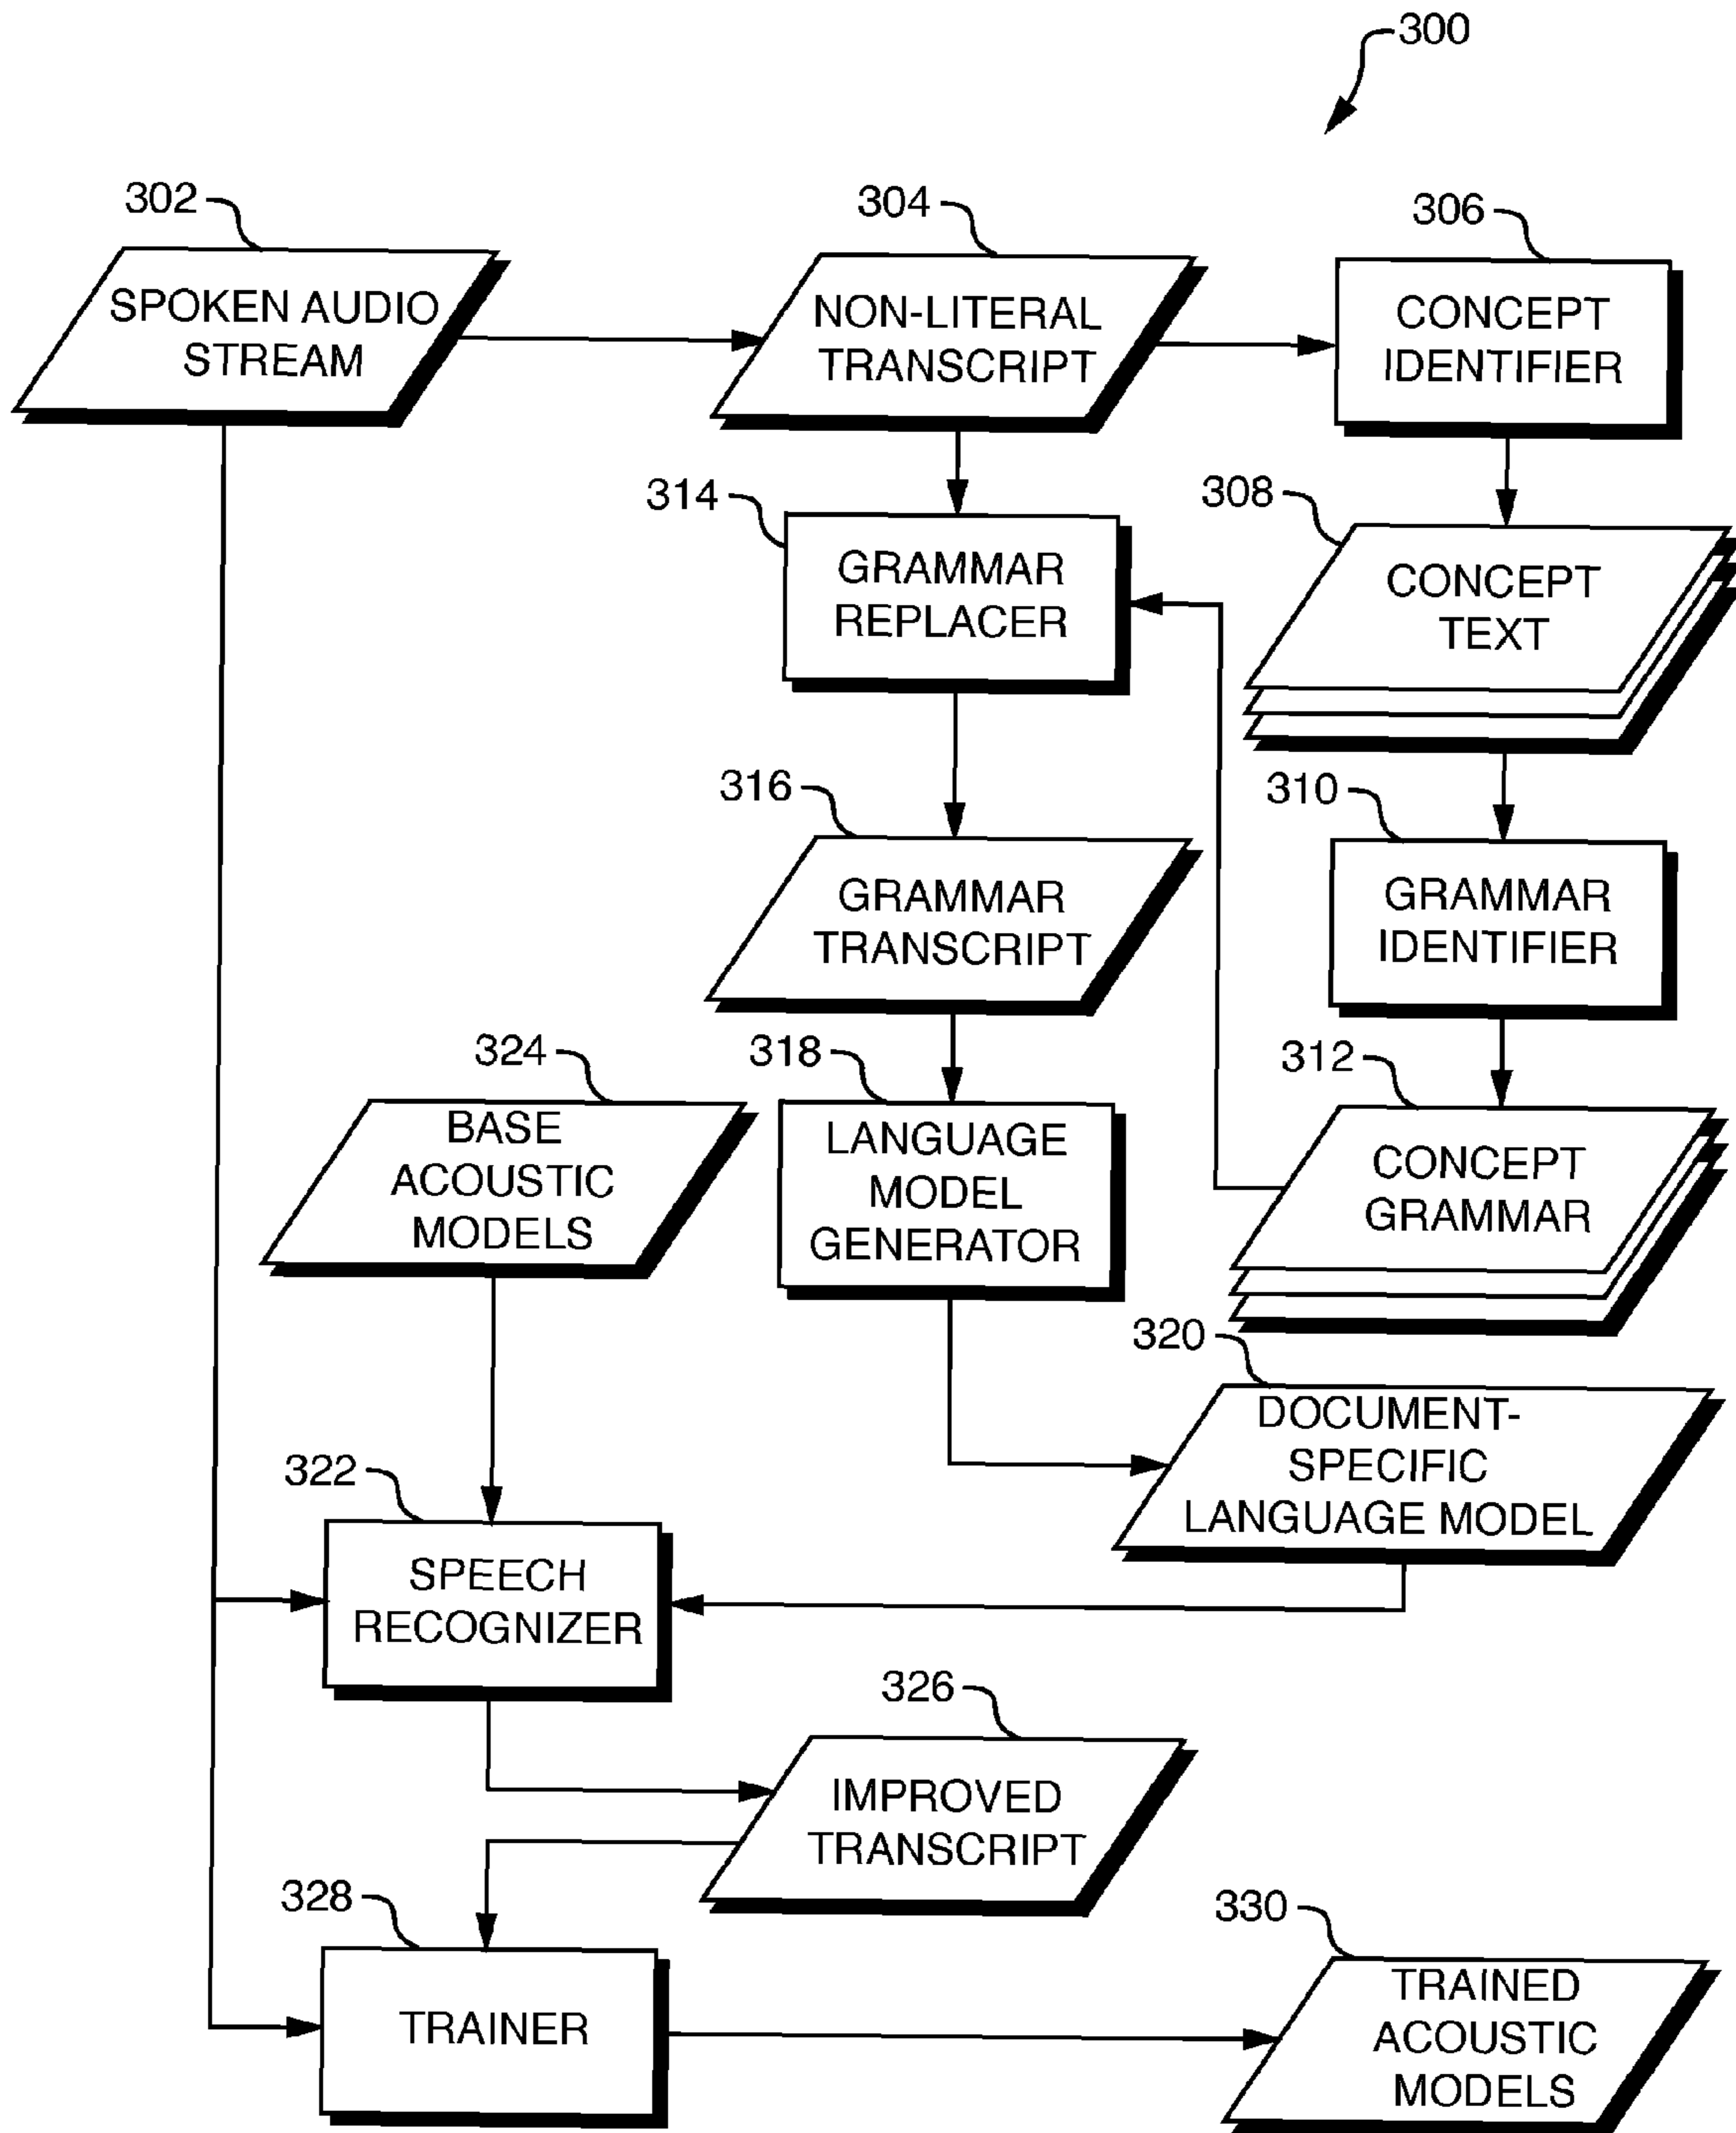 300
302
SPOKEN AUDIO
STREAM
304
NON-LITERAL
TRANSCRIPT
306
CONCEPT
IDENTIFIER
314
GRAMMAR
REPLACER
308
CONCEPT
TEXT
316
GRAMMAR
TRANSCRIPT
310
GRAMMAR
IDENTIFIER
324
BASE
ACOUSTIC
MODELS
318
LANGUAGE
MODEL
GENERATOR
312
CONCEPT
GRAMMAR
320
DOCUMENT-
SPECIFIC
LANGUAGE MODEL
322
SPEECH
RECOGNIZER
326
IMPROVED
TRANSCRIPT
328
TRAINER
330
TRAINED
ACOUSTIC
MODELS